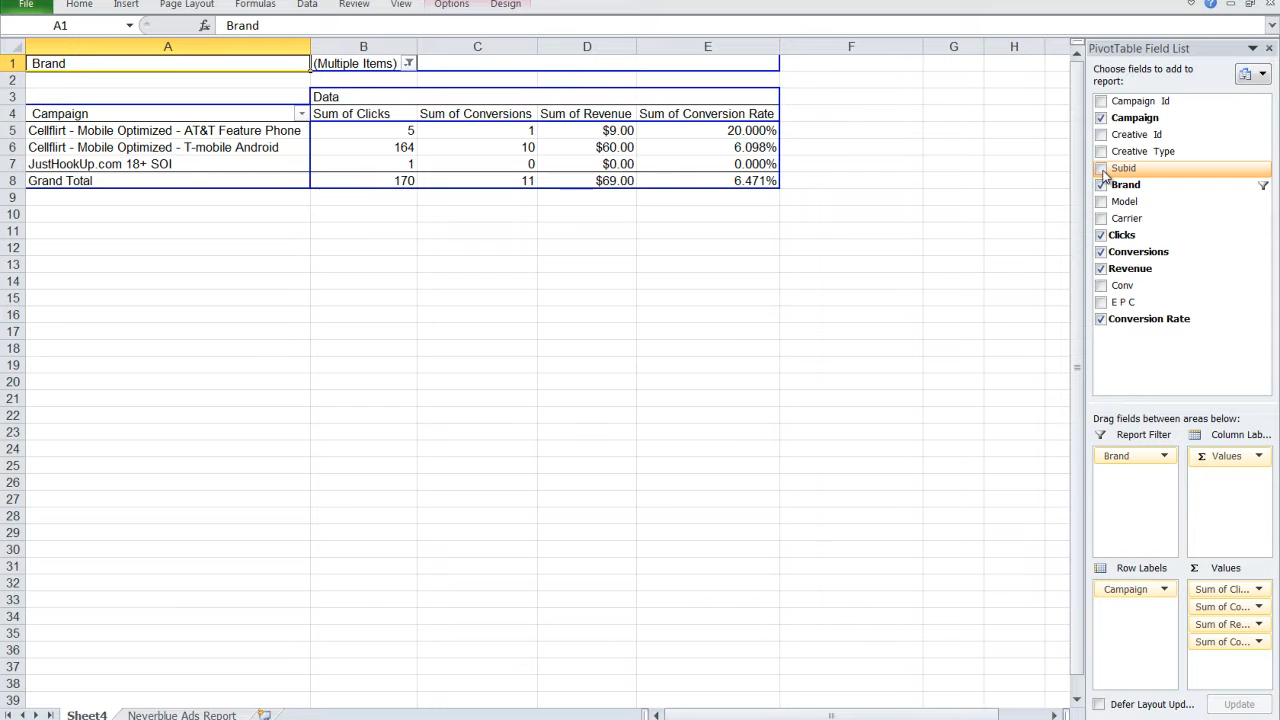 File Home Insert Page Layout Formulas Data Review View Options Design
A1 Brand
A B C D E F G H
1 Brand (Multiple Items)
2
3 Data
4 Campaign Sum of Clicks Sum of Conversions Sum of Revenue Sum of Conversion Rate
5 Cellflirt - Mobile Optimized - AT&T Feature Phone 5 1 $9.00 20.000%
6 Cellflirt - Mobile Optimized - T-mobile Android 164 10 $60.00 6.098%
7 JustHookUp.com 18+ SOI 1 0 $0.00 0.000%
8 Grand Total 170 11 $69.00 6.471%
9
10
11
12
13
14
15
16
17
18
19
20
21
22
23
24
25
26
27
28
29
30
31
32
33
34
35
36
37
38
39
Sheet4 Neverblue Ads Report
PivotTable Field List
Choose fields to add to
report:
Campaign Id
Campaign
Creative Id
Creative Type
Subid
Brand
Model
Carrier
Clicks
Conversions
Revenue
Conv
E P C
Conversion Rate
Drag fields between areas below:
Report Filter Column Lab...
Brand Σ Values
Row Labels Σ Values
Campaign Sum of Cli...
Sum of Co...
Sum of Re...
Sum of Co...
Defer Layout Upd... Update